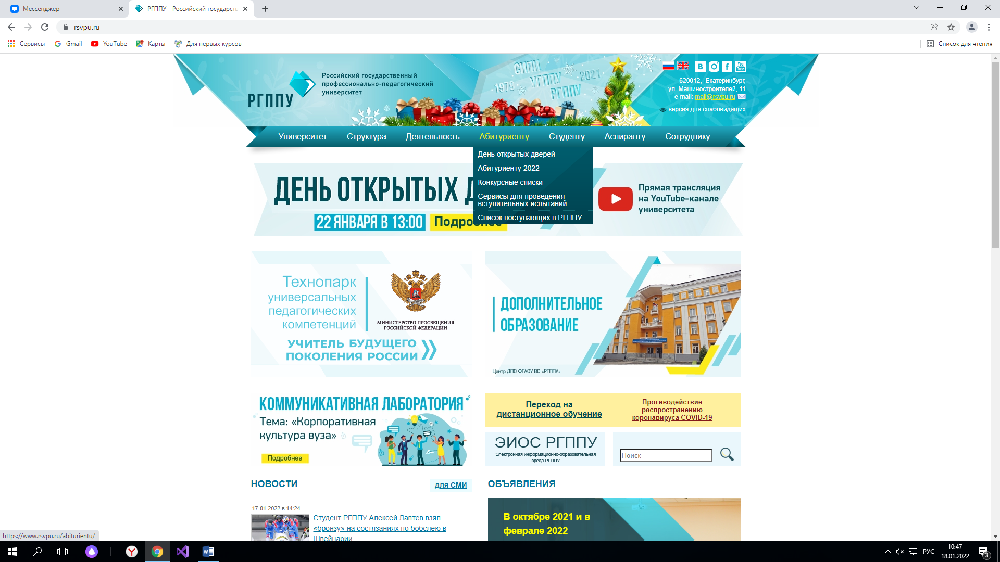 Мессенджер
РГППУ - Российский государств
rsvpu.ru
Сервисы
Gmail
YouTube
Карты
Для первых курсов
Список для чтения
РГППУ
Российский государственный
профессионально-педагогический
университет
СИПИ
1979 УГППУ 2021
РГППУ
You
Tube
620012, Екатеринбург,
ул. Машиностроителей, 11
e-mail: mail@rsvpu.ru
версия для слабовидящих
Университет
Структура
Деятельность
Абитуриенту
Студенту
Аспиранту
Сотруднику
День открытых дверей
Абитуриенту 2022
Конкурсные списки
Сервисы для проведения
вступительных испытаний
Список поступающих в РГППУ
ДЕНЬ ОТКРЫТЫХ Д
22 ЯНВАРЯ В 13:00
Подробнее
Прямая трансляция
на YouTube-канале
университета
Технопарк
универсальных
педагогических
компетенций
МИНИСТЕРСТВО ПРОСВЕЩЕНИЯ
РОССИЙСКОЙ ФЕДЕРАЦИИ
УЧИТЕЛЬ БУДУЩЕГО
ПОКОЛЕНИЯ РОССИИ
ДОПОЛНИТЕЛЬНОЕ
ОБРАЗОВАНИЕ
Центр ДПО ФГАОУ ВО «РГППУ»
КОММУНИКАТИВНАЯ ЛАБОРАТОРИЯ
Тема: «Корпоративная
культура вуза»
Подробнее
Переход на
дистанционное обучение
Противодействие
распространению
коронавируса COVID-19
ЭИОС РГППУ
Электронная информационно-образовательная
среда РГППУ
Поиск
НОВОСТИ
для СМИ
ОБЪЯВЛЕНИЯ
17-01-2022 в 14:24
Студент РГППУ Алексей Лаптев взял
«бронзу» на состязаниях по бобслею в
Швейцарии
В октябре 2021 и в
феврале 2022
https://www.rsvpu.ru/abiturientu/
РУС
10:47
18.01.2022
3